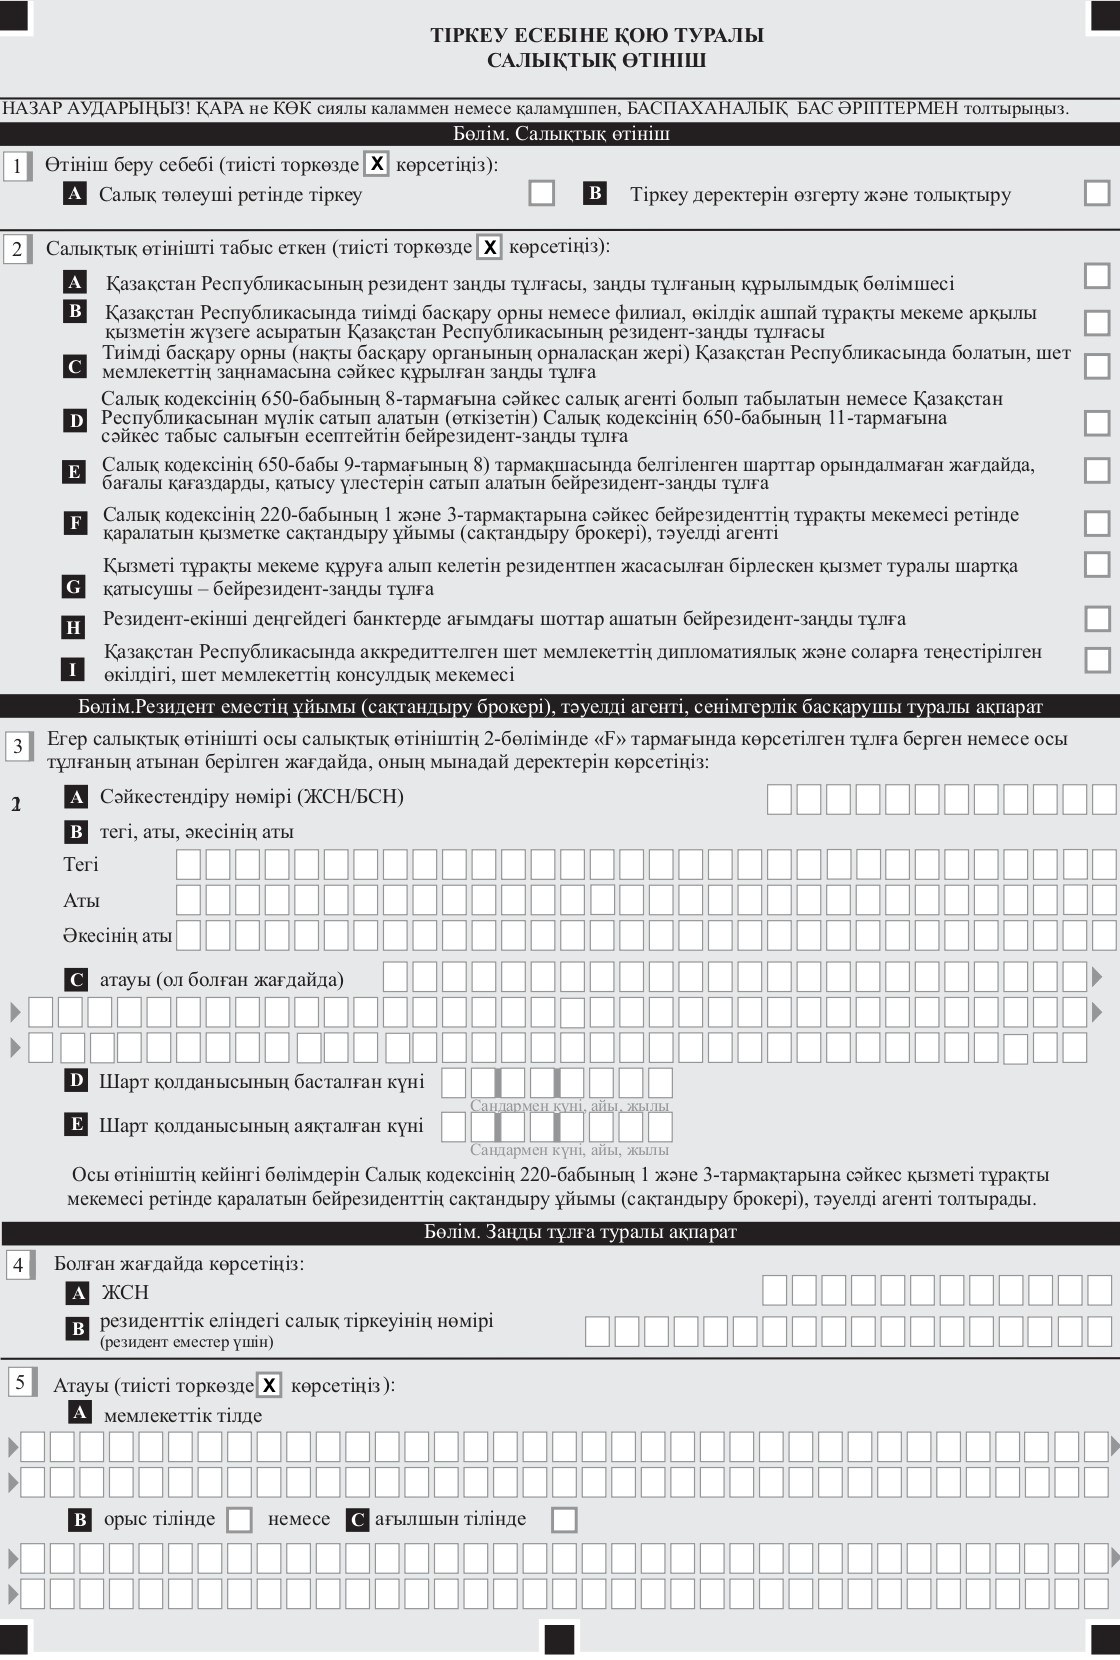 ТІРКЕУ ЕСЕБІНЕ ҚОЮ ТУРАЛЫ
САЛЫҚТЫҚ ӨТІНІШ
НАЗАР АУДАРЫҢЫЗ! ҚАРА не КӨК сиялы каламмен немесе қаламұшпен, БАСПАХАНАЛЫҚ БАС ӘРІПТЕРМЕН толтырыңыз.
Бөлім. Салықтық өтініш
1 Өтініш беру себебі (тиісті торкөзде X көрсетіңіз):
A Салық төлеуші ретінде тіркеу B Тіркеу деректерін өзгерту және толықтыру
2 Салықтық өтінішті табыс еткен (тиісті торкөзде X көрсетіңіз):
A Қазақстан Республикасының резидент заңды тұлғасы, заңды тұлғаның құрылымдық бөлімшесі
B Қазақстан Республикасында тиімді басқару орны немесе филиал, өкілдік ашпай тұрақты мекеме арқылы
қызметін жүзеге асыратын Қазақстан Республикасының резидент-заңды тұлғасы
C Тиімді басқару орны (нақты басқару органының орналасқан жері) Қазақстан Республикасында болатын, шет
мемлекеттің заңнамасына сәйкес құрылған заңды тұлға
Салық кодексінің 650-бабының 8-тармағына сәйкес салық агенті болып табылатын немесе Қазақстан
D Республикасынан мүлік сатып алатын (өткізетін) Салық кодексінің 650-бабының 11-тармағына
сәйкес табыс салығын есептейтін бейрезидент-заңды тұлға
E Салық кодексінің 650-бабы 9-тармағының 8) тармақшасында белгіленген шарттар орындалмаған жағдайда,
бағалы қағаздарды, қатысу үлестерін сатып алатын бейрезидент-заңды тұлға
F Салық кодексінің 220-бабының 1 және 3-тармақтарына сәйкес бейрезиденттің тұрақты мекемесі ретінде
қаралатын қызметке сақтандыру ұйымы (сақтандыру брокері), тәуелді агенті
Қызметі тұрақты мекеме құруға алып келетін резидентпен жасасылған бірлескен қызмет туралы шартқа
G қатысушы – бейрезидент-заңды тұлға
H Резидент-екінші деңгейдегі банктерде ағымдағы шоттар ашатын бейрезидент-заңды тұлға
Қазақстан Республикасында аккредиттелген шет мемлекеттің дипломатиялық және соларға теңестірілген
I өкілдігі, шет мемлекеттің консулдық мекемесі
Бөлім.Резидент еместің ұйымы (сақтандыру брокері), тәуелді агенті, сенімгерлік басқарушы туралы ақпарат
3 Егер салықтық өтінішті осы салықтық өтініштің 2-бөлімінде «F» тармағында көрсетілген тұлға берген немесе осы
тұлғаның атынан берілген жағдайда, оның мынадай деректерін көрсетіңіз:
A Сәйкестендіру нөмірі (ЖСН/БСН)
B тегі, аты, әкесінің аты
Тегі
Аты
Әкесінің аты
C атауы (ол болған жағдайда)
D Шарт қолданысының басталған күні
Сандармен күні, айы, жылы
E Шарт қолданысының аяқталған күні
Сандармен күні, айы, жылы
Осы өтініштің кейінгі бөлімдерін Салық кодексінің 220-бабының 1 және 3-тармақтарына сәйкес қызметі тұрақты
мекемесі ретінде қаралатын бейрезиденттің сақтандыру ұйымы (сақтандыру брокері), тәуелді агенті толтырады.
Бөлім. Заңды тұлға туралы ақпарат
4 Болған жағдайда көрсетіңіз:
A ЖСН
B резиденттік еліндегі салық тіркеуінің нөмірі
(резидент еместер үшін)
5 Атауы (тиісті торкөзде X көрсетіңіз):
A мемлекеттік тілде
B орыс тілінде немесе C ағылшын тілінде